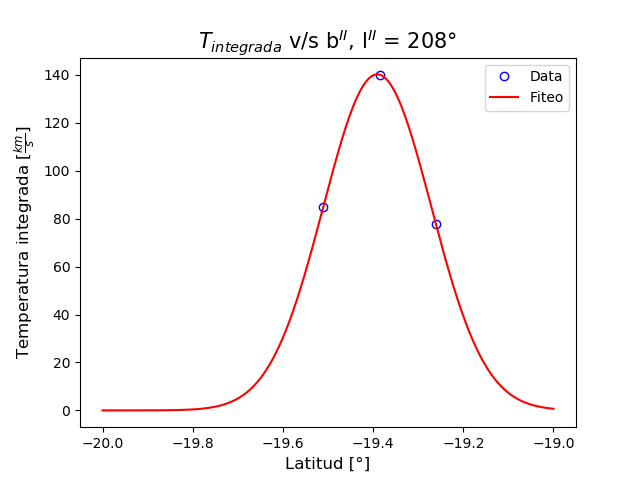 T_integrada v/s b^II, l^II = 208°
Data
Fiteo
Temperatura integrada [km/s]
140
120
100
80
60
40
20
0
−20.0 −19.8 −19.6 −19.4 −19.2 −19.0
Latitud [°]